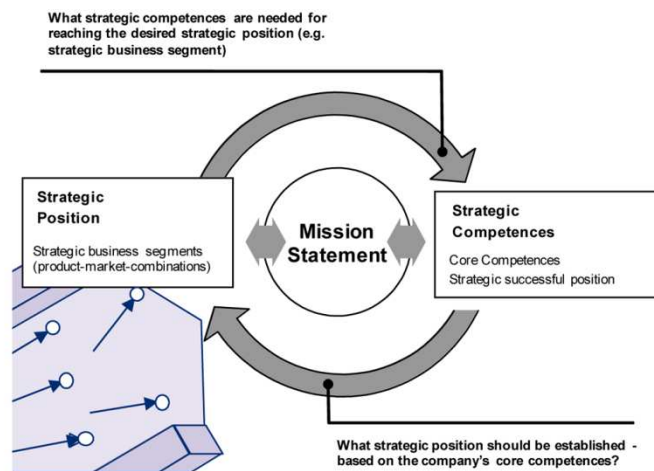 What strategic competences are needed for
reaching the desired strategic position (e.g.
strategic business segment)
Strategic
Position
Strategic business segments
(product-market-combinations)
Mission
Statement
Strategic
Competences
Core Competences
Strategic successful position
What strategic position should be established -
based on the company's core competences?